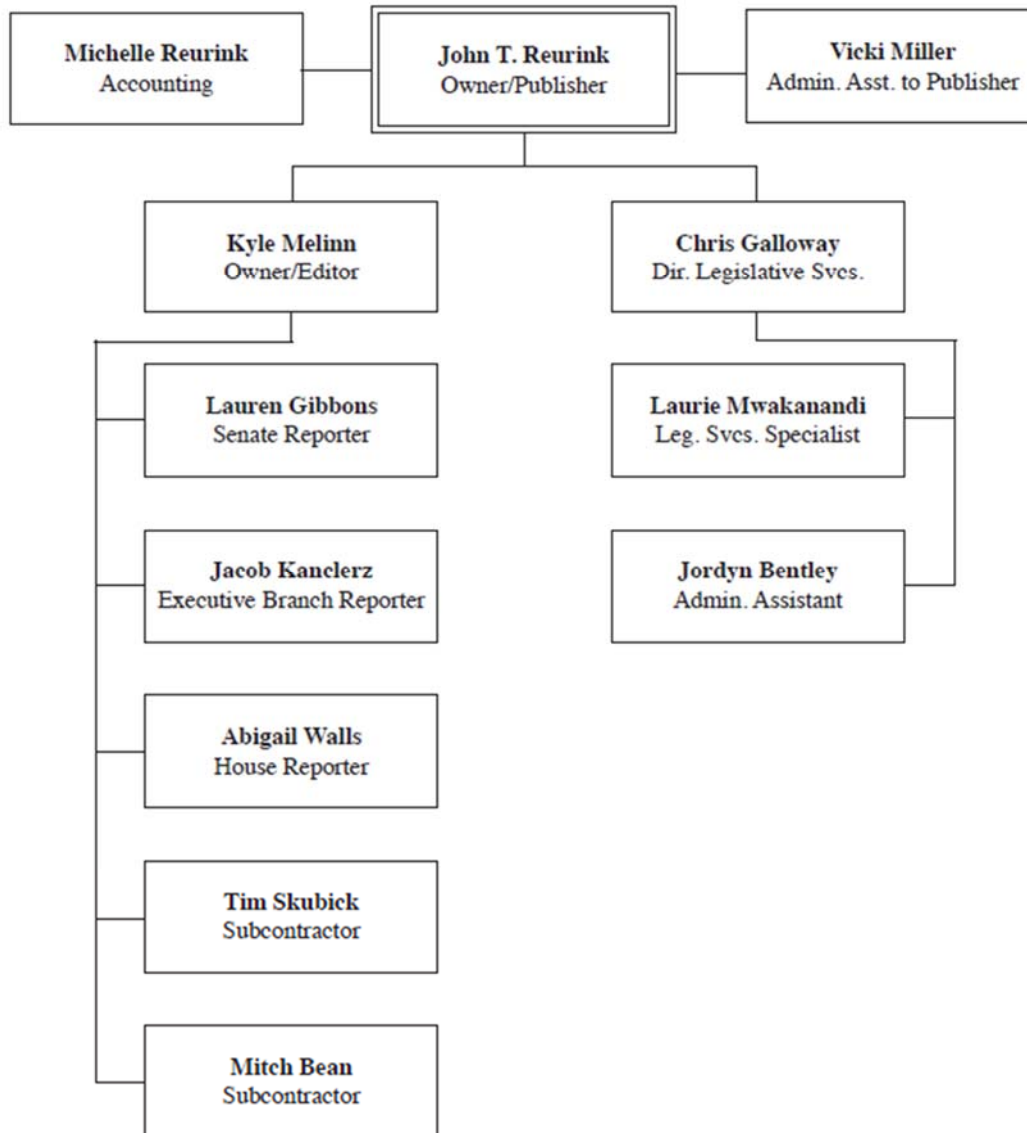 Michelle Reurink
Accounting
John T. Reurink
Owner/Publisher
Vicki Miller
Admin. Asst. to Publisher
Kyle Melinn
Owner/Editor
Chris Galloway
Dir. Legislative Svcs.
Lauren Gibbons
Senate Reporter
Laurie Mwakanandi
Leg. Svcs. Specialist
Jacob Kanclerz
Executive Branch Reporter
Jordyn Bentley
Admin. Assistant
Abigail Walls
House Reporter
Tim Skubick
Subcontractor
Mitch Bean
Subcontractor